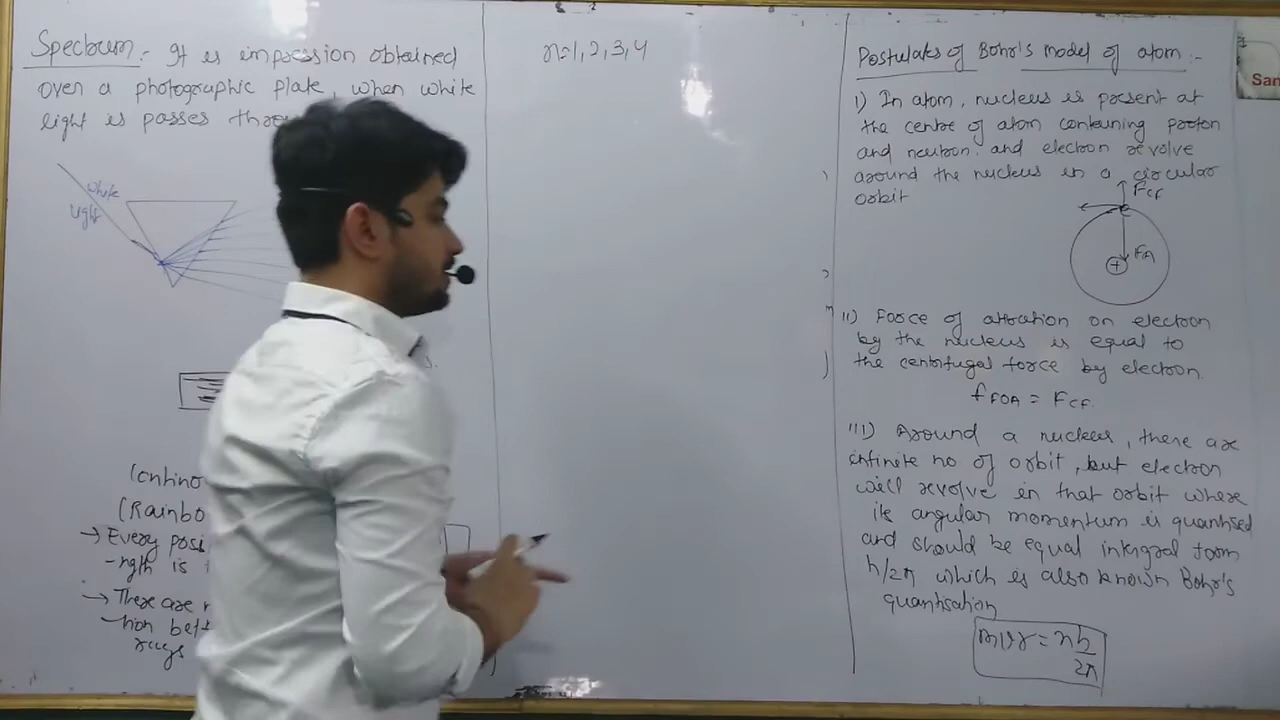 Spectrum :- It is impression obtained
over a photographic plate, when white
light is passes thro
white
light
s.
Contino
(Rainbo
→ Every posi
-ngth is
→ There are
-tion bet
rays
n=1,2,3,4
Postulates of Bohr's model of atom :-
i) In atom, nucleus is present at
the centre of atom containing proton
and neutron. and electron revolve
around the nucleus in a circular
orbit
FCF
FA
+
ii) Force of attration on electron
by the nucleus is equal to
the centrifugal force by electron.
fFOA = FCF.
iii) Around a nucleus, there are
infinite no of orbit, but electron
will revolve in that orbit where
its angular momentum is quantised
and should be equal integral form
h/2π which is also known Bohr's
quantisation
mvr = nh
2π
San